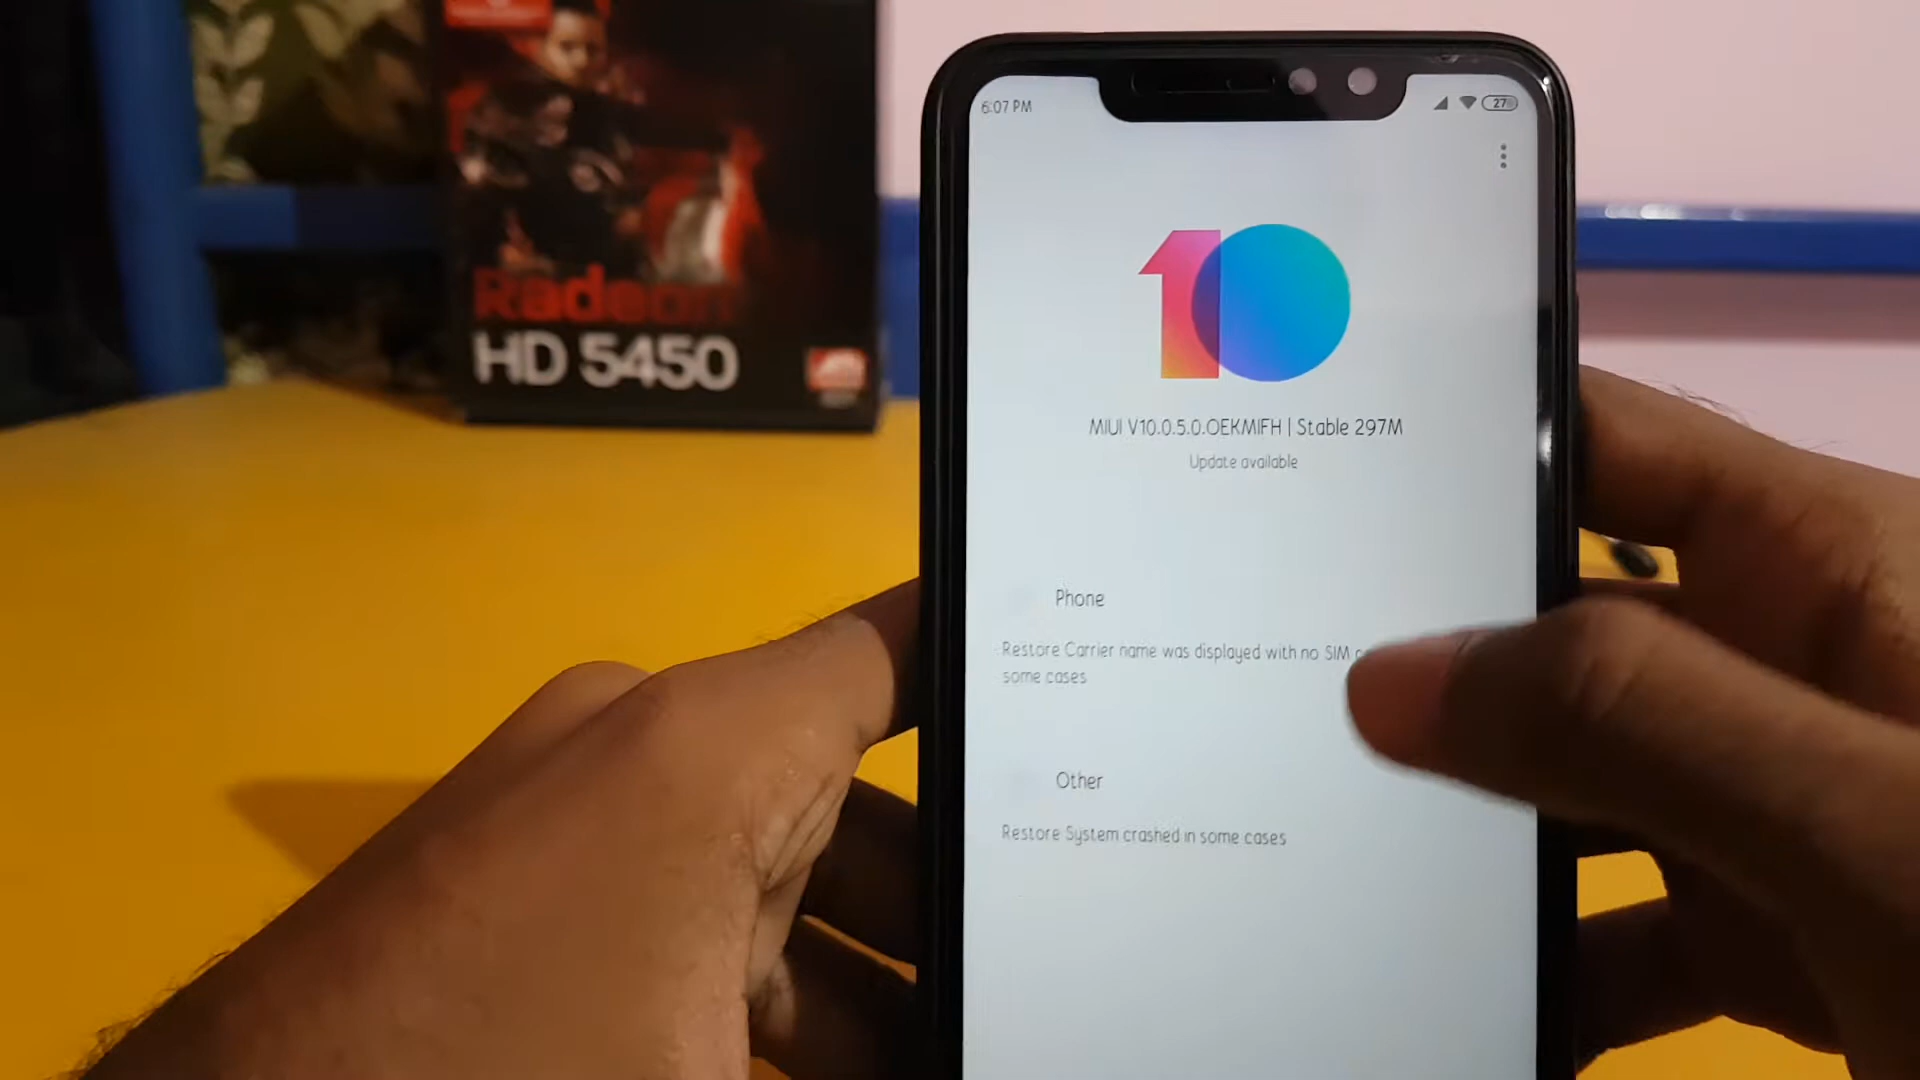 Radeon
HD 5450
6:07 PM
27
10
MIUI V10.0.5.0.OEKMIFH | Stable 297M
Update available
Phone
Restore Carrier name was displayed with no SIM
some cases
Other
Restore System crashed in some cases